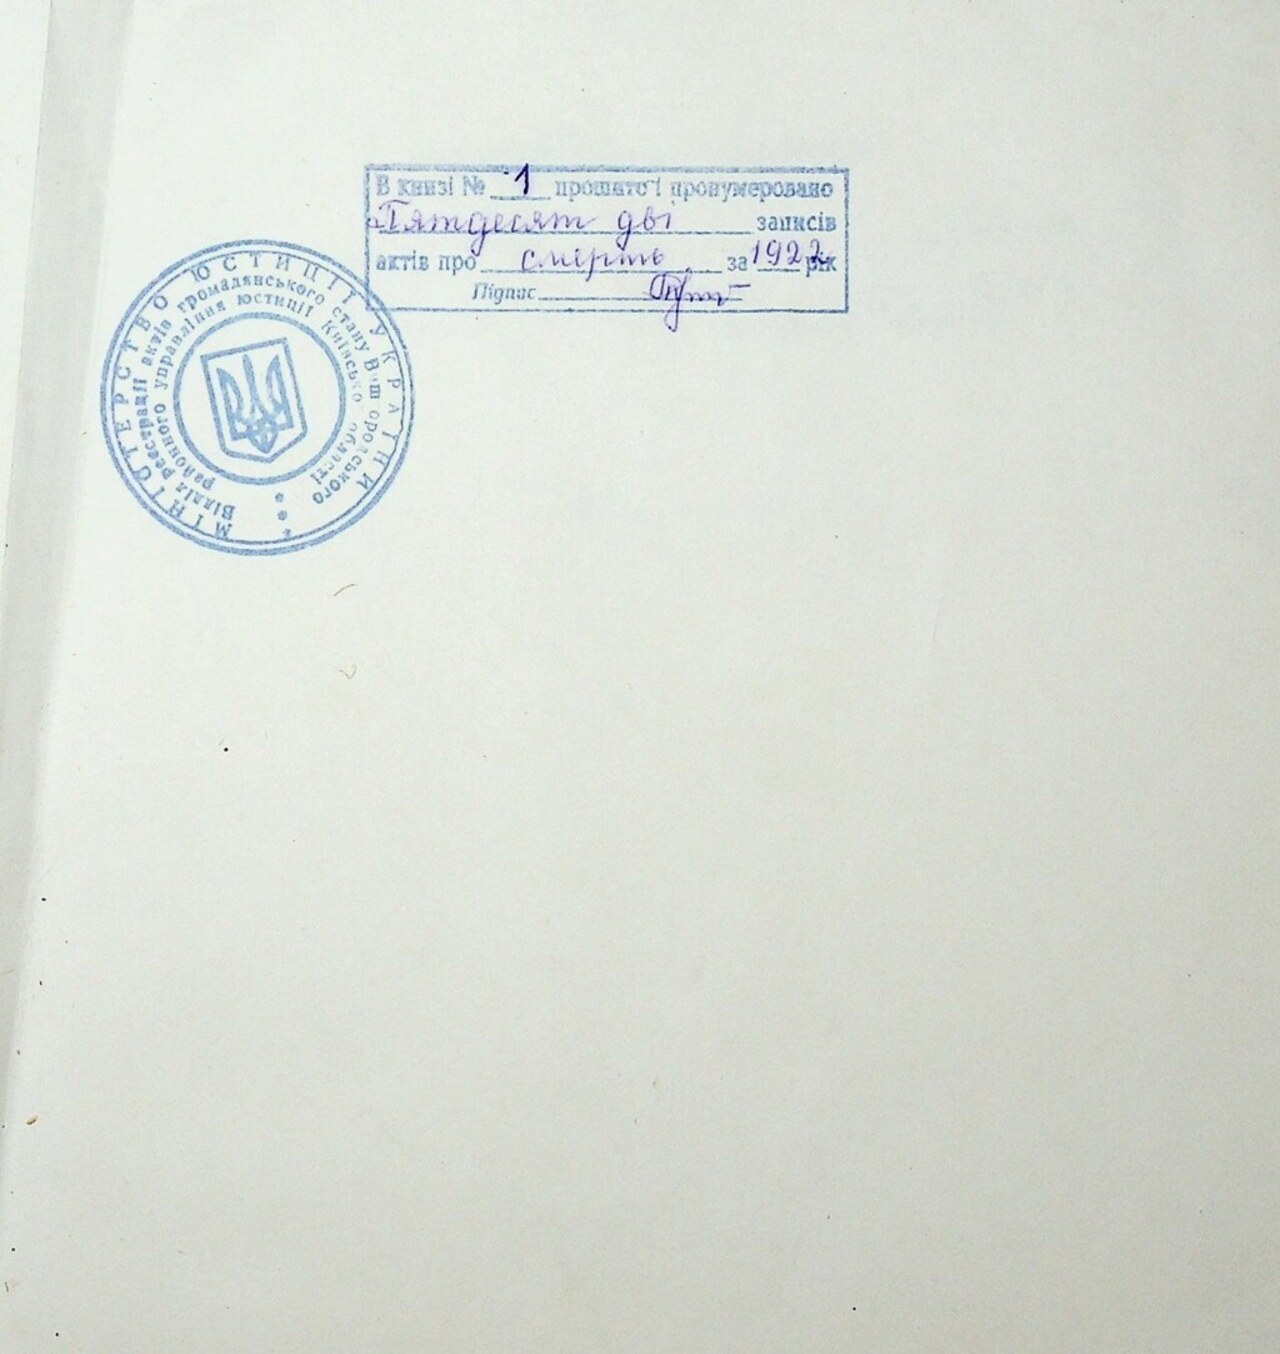 В книзі № 1 прошито і пронумеровано
Пятдесят дві записів
актів про смерть за 1922 рік
Підпис
МІНІСТЕРСТВО ЮСТИЦІЇ УКРАЇНИ
Відділ реєстрації актів громадянського стану Вишгородського
районного управління юстиції Київської області